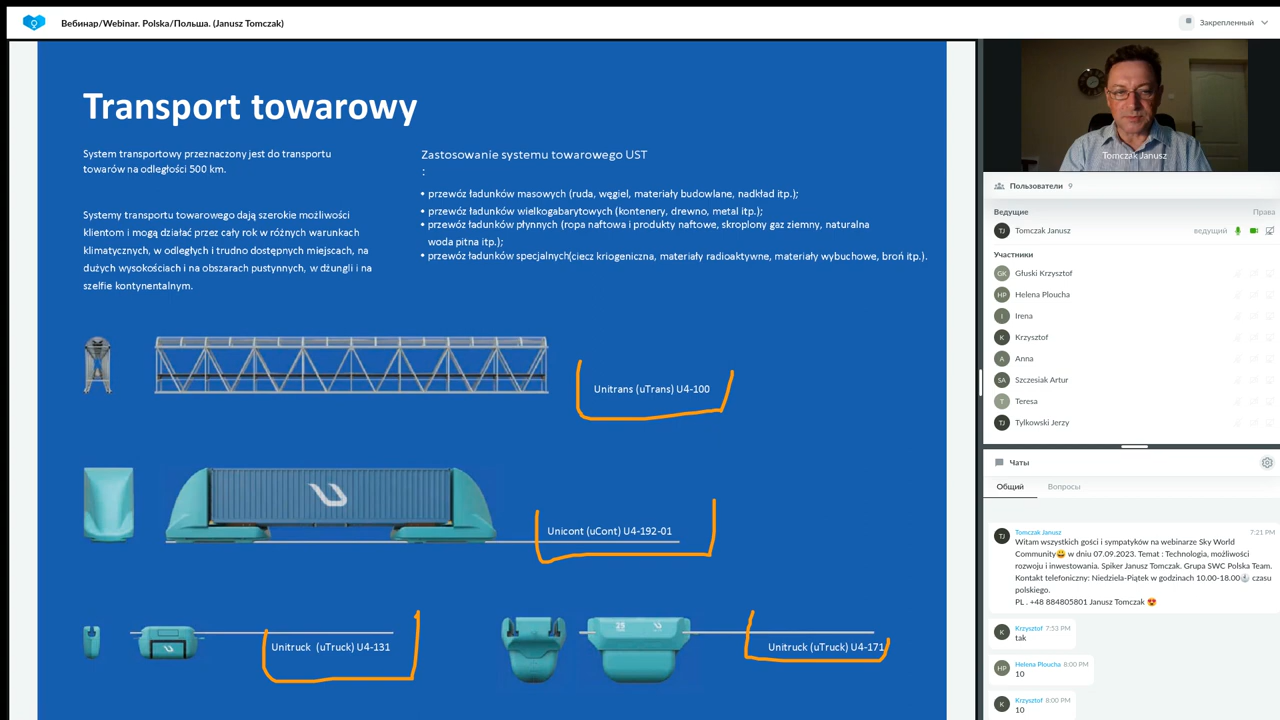 Вебинар/Webinar. Polska/Польша. (Janusz Tomczak)
Закрепленный
Transport towarowy
System transportowy przeznaczony jest do transportu
towarów na odległości 500 km.
Systemy transportu towarowego dają szerokie możliwości
klientom i mogą działać przez cały rok w różnych warunkach
klimatycznych, w odległych i trudno dostępnych miejscach, na
dużych wysokościach i na obszarach pustynnych, w dżungli i na
szelfie kontynentalnym.
Zastosowanie systemu towarowego UST
:
• przewóz ładunków masowych (ruda, węgiel, materiały budowlane, nadkład itp.);
• przewóz ładunków wielkogabarytowych (kontenery, drewno, metal itp.);
• przewóz ładunków płynnych (ropa naftowa i produkty naftowe, skroplony gaz ziemny, naturalna
woda pitna itp.);
• przewóz ładunków specjalnych(ciecz kriogeniczna, materiały radioaktywne, materiały wybuchowe, broń itp.).
Unitrans (uTrans) U4-100
Unicont (uCont) U4-192-01
Unitruck (uTruck) U4-131
Unitruck (uTruck) U4-171
Tomczak Janusz
Пользователи 9
Ведущие Права
TJ Tomczak Janusz ведущий
Участники
GK Głuski Krzysztof
HP Helena Ploucha
I Irena
K Krzysztof
A Anna
SA Szczesiak Artur
T Teresa
TJ Tylkowski Jerzy
Чаты
Общий Вопросы
TJ Tomczak Janusz 7:21 PM
Witam wszystkich gości i sympatyków na webinarze Sky World
Community😀 w dniu 07.09.2023. Temat : Technologia, możliwości
rozwoju i inwestowania. Spiker Janusz Tomczak. Grupa SWC Polska Team.
Kontakt telefoniczny: Niedziela-Piątek w godzinach 10.00-18.00 czasu
polskiego.
PL . +48 884805801 Janusz Tomczak 😍
K Krzysztof 7:53 PM
tak
HP Helena Ploucha 8:00 PM
10
K Krzysztof 8:00 PM
10